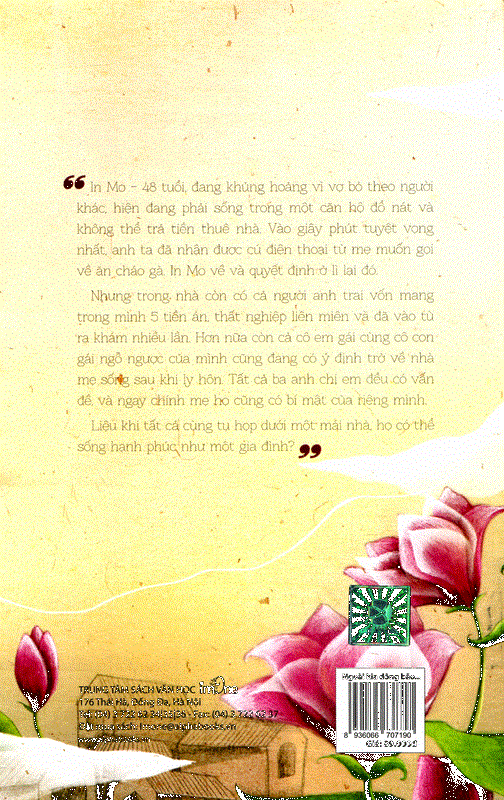 “ In Mo - 48 tuổi, đang khủng hoảng vì vợ bỏ theo người
khác, hiện đang phải sống trong một căn hộ đổ nát và
không thể trả tiền thuê nhà. Vào giây phút tuyệt vọng
nhất, anh ta đã nhận được cú điện thoại từ mẹ muốn gọi
về ăn cháo gà. In Mo về và quyết định ở lì lại đó.
Nhưng trong nhà còn có cả người anh trai vốn mang
trong mình 5 tiền án, thất nghiệp liên miên và đã vào tù
ra khám nhiều lần. Hơn nữa còn cả cô em gái cùng cô con
gái ngỗ ngược của mình cũng đang có ý định trở về nhà
mẹ sống sau khi ly hôn. Tất cả ba anh chị em đều có vấn
đề, và ngay chính mẹ họ cũng có bí mật của riêng mình.
Liệu khi tất cả cùng tụ họp dưới một mái nhà, họ có thể
sống hạnh phúc như một gia đình? ”
TRUNG TÂM SÁCH VĂN HỌC
176 Thái Hà, Đống Đa, Hà Nội
8 936066 707190